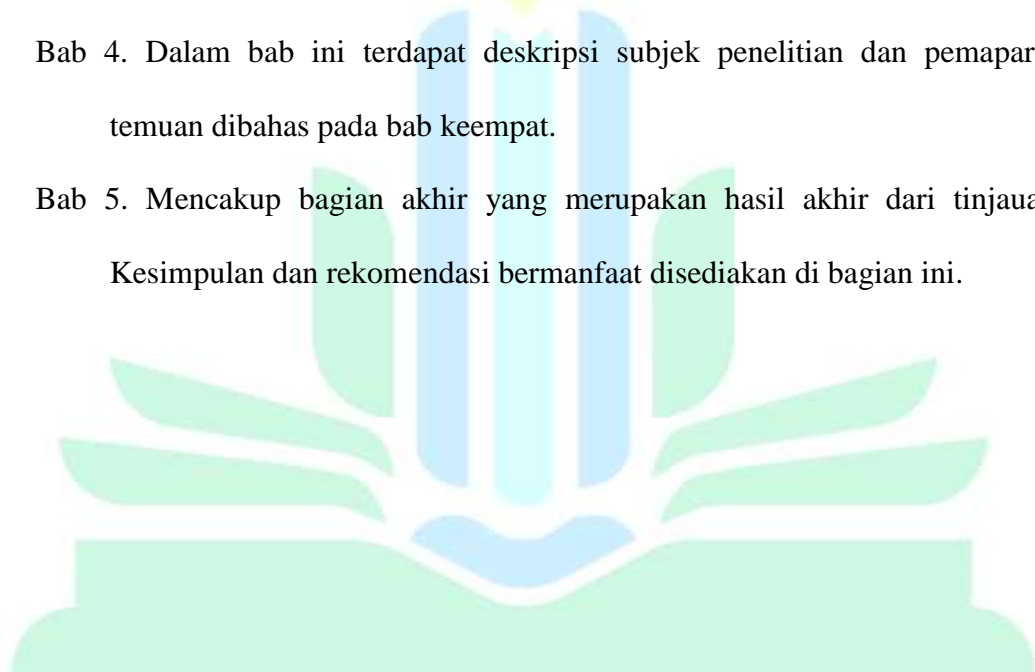 Bab 4. Dalam bab ini terdapat deskripsi subjek penelitian dan pemapar
temuan dibahas pada bab keempat.
Bab 5. Mencakup bagian akhir yang merupakan hasil akhir dari tinjaua
Kesimpulan dan rekomendasi bermanfaat disediakan di bagian ini.